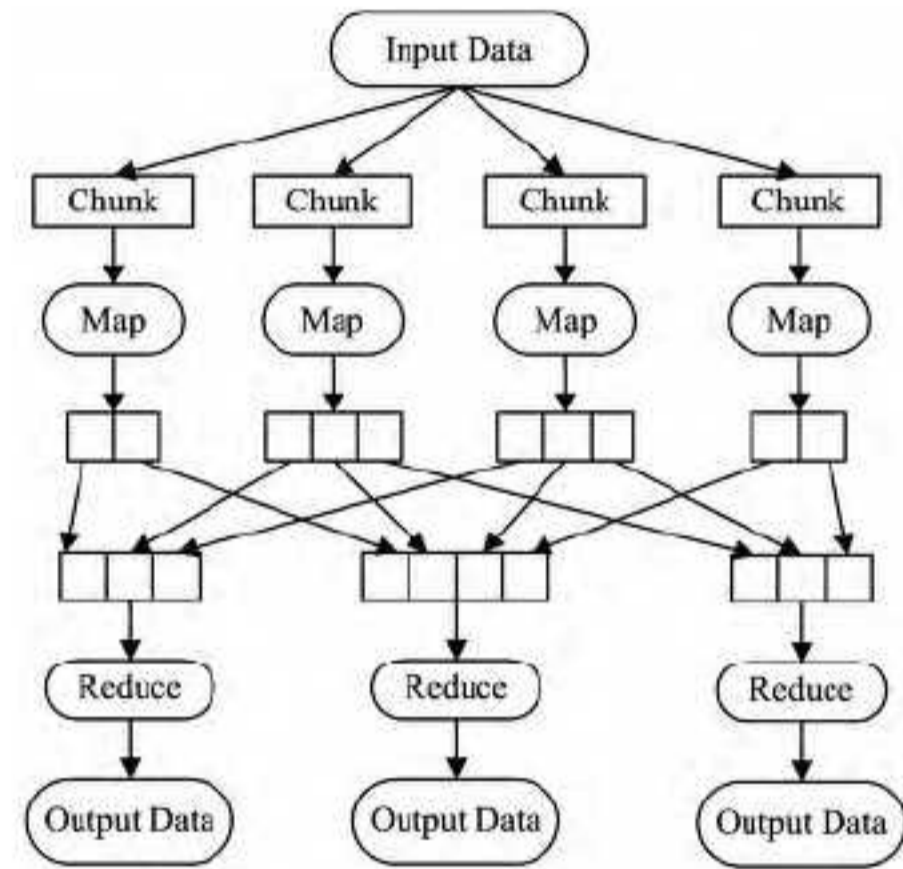 Input Data
Chunk
Chunk
Chunk
Chunk
Map
Map
Map
Map
Reduce
Reduce
Reduce
Output Data
Output Data
Output Data